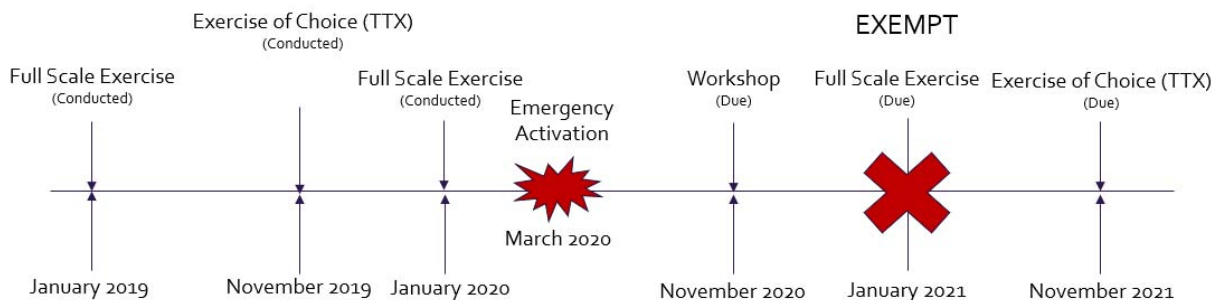 EXEMPT
Exercise of Choice (TTX)
(Conducted)
Full Scale Exercise
(Conducted)
Full Scale Exercise
(Conducted)
Emergency
Activation
Workshop
(Due)
Full Scale Exercise
(Due)
Exercise of Choice (TTX)
(Due)
January 2019
November 2019
January 2020
March 2020
November 2020
January 2021
November 2021